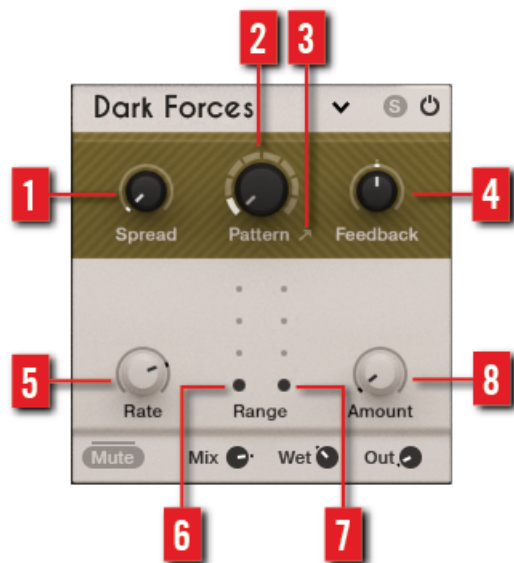 2 3
Dark Forces S
1 4
Spread Pattern Feedback
5 8
Rate Range Amount
Mute Mix Wet Out
6 7